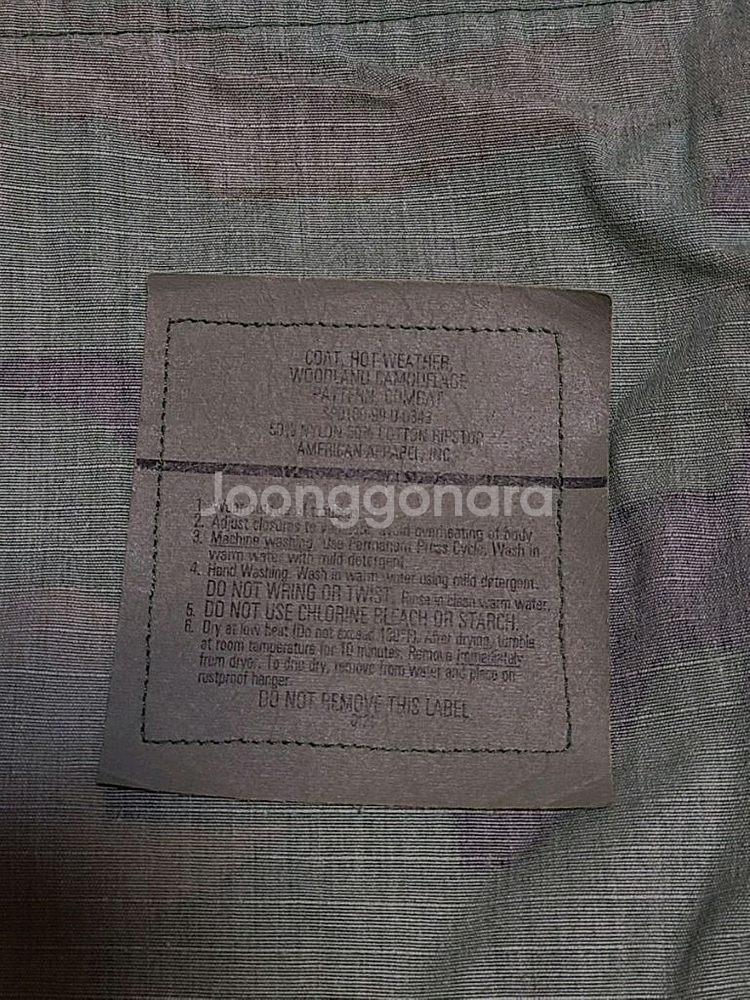 COAT, HOT WEATHER
WOODLAND CAMOUFLAGE
PATTERN: COMBAT
SPO100-99-D-0343
50% NYLON 50% COTTON RIPSTOP
AMERICAN APPAREL, INC.
Joonggonara
1.
2. Adjust closures to avoid overheating of body.
3. Machine washing. Use Permanent Press Cycle. Wash in
warm water with mild detergent.
4. Hand Washing. Wash in warm water using mild detergent.
DO NOT WRING OR TWIST. Rinse in clean warm water.
5. DO NOT USE CHLORINE BLEACH OR STARCH.
6. Dry at low heat (Do not exceed 130°F). After drying, tumble
at room temperature for 10 minutes. Remove immediately
from dryer. To drip dry, remove from water and place on
rustproof hanger.
DO NOT REMOVE THIS LABEL